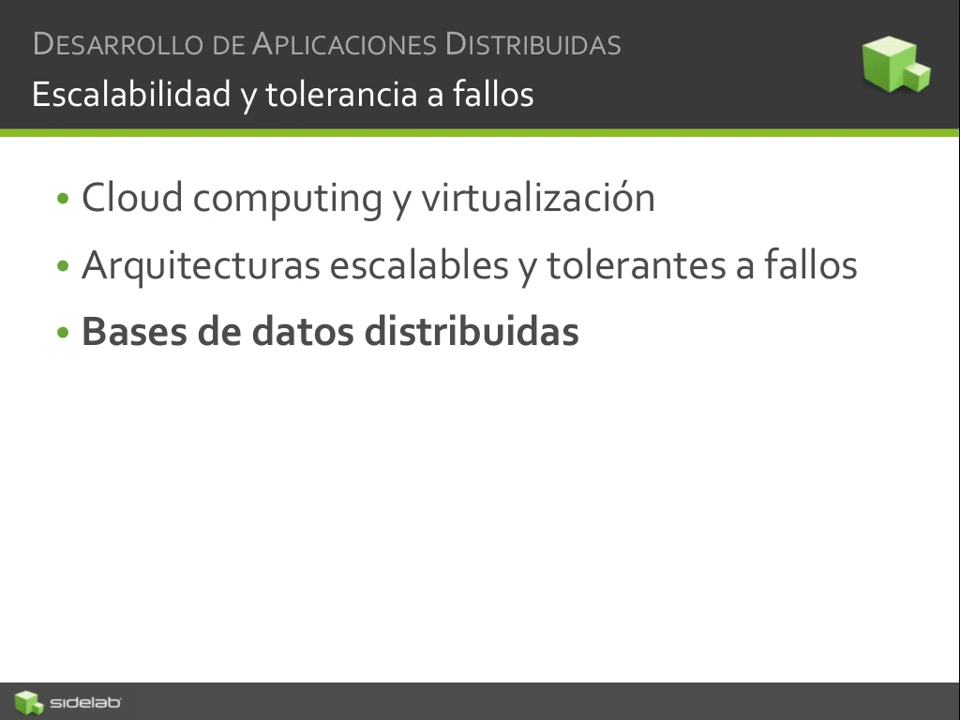 DESARROLLO DE APLICACIONES DISTRIBUIDAS
Escalabilidad y tolerancia a fallos
• Cloud computing y virtualización
• Arquitecturas escalables y tolerantes a fallos
• Bases de datos distribuidas
sidelab